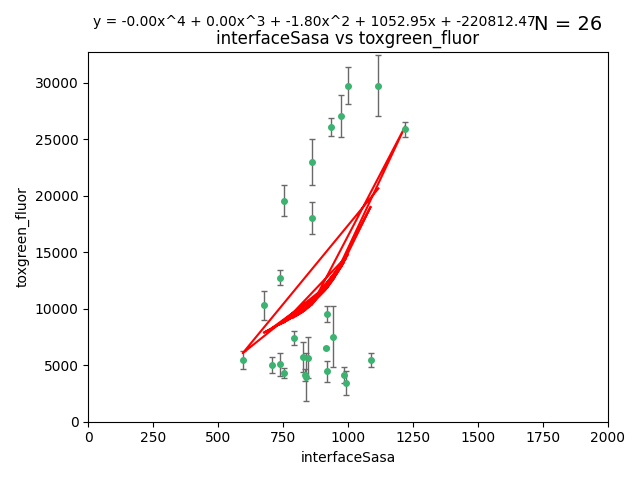 y = -0.00x^4 + 0.00x^3 + -1.80x^2 + 1052.95x + -220812.47
N = 26
interfaceSasa vs toxgreen_fluor
toxgreen_fluor
30000
25000
20000
15000
10000
5000
0
0 250 500 750 1000 1250 1500 1750 2000
interfaceSasa